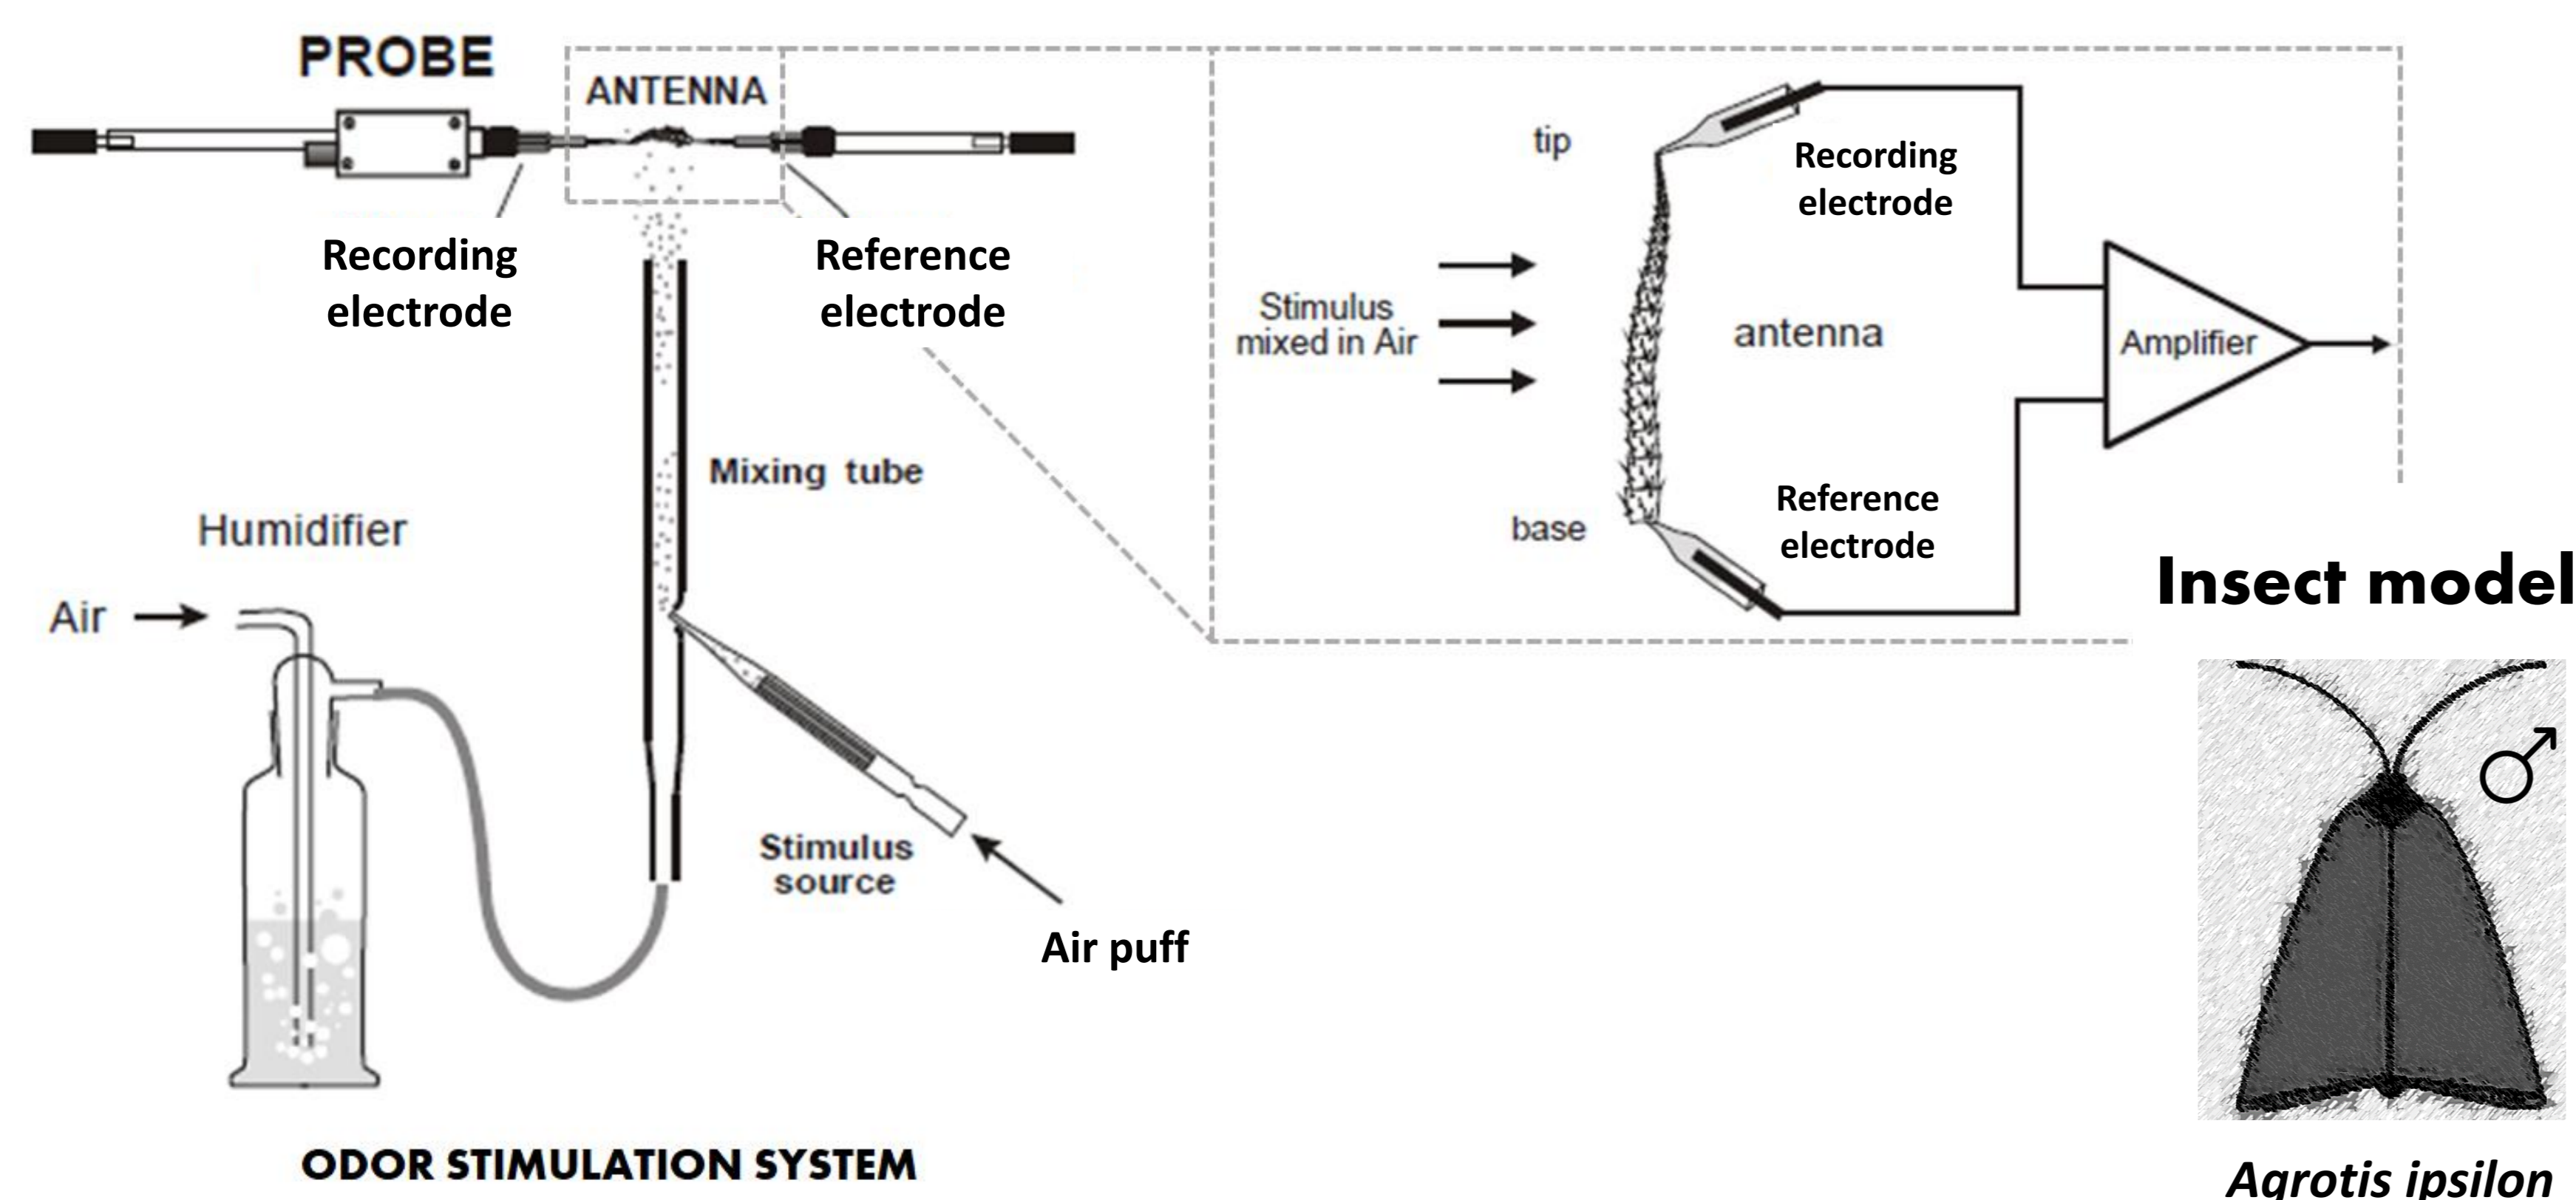 PROBE
ANTENNA
Recording
electrode
Reference
electrode
Mixing tube
Humidifier
Air
Stimulus
source
Air puff
ODOR STIMULATION SYSTEM
tip
Recording
electrode
Stimulus
mixed in Air
antenna
Amplifier
base
Reference
electrode
Insect model
Agrotis ipsilon